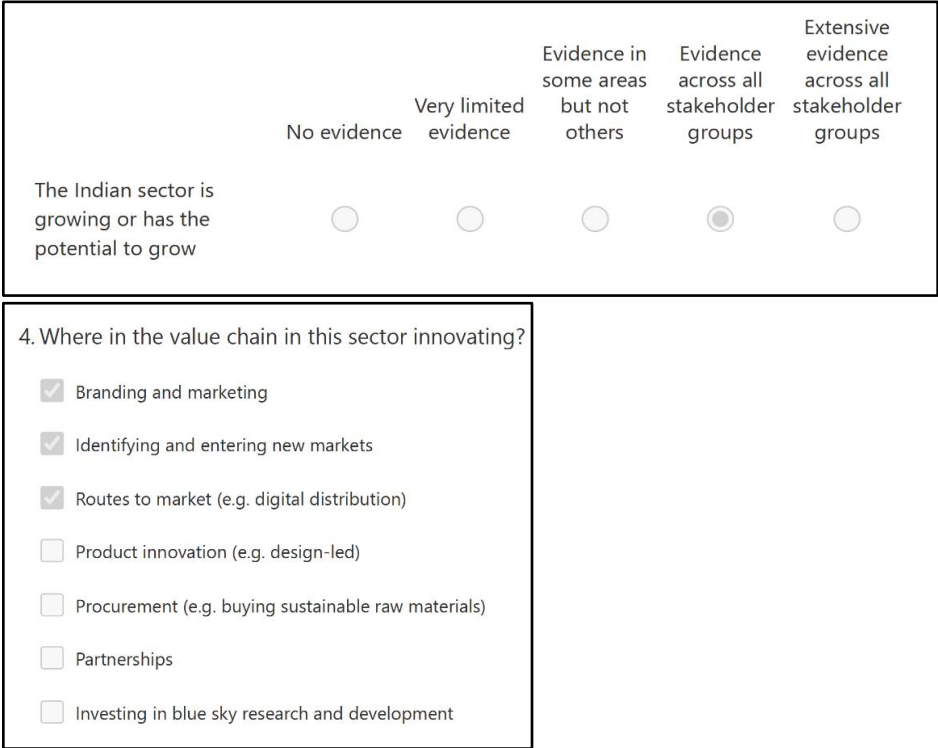 No evidence
Very limited
evidence
Evidence in
some areas
but not
others
Evidence
across all
stakeholder
groups
Extensive
evidence
across all
stakeholder
groups
The Indian sector is
growing or has the
potential to grow
4. Where in the value chain in this sector innovating?
Branding and marketing
Identifying and entering new markets
Routes to market (e.g. digital distribution)
Product innovation (e.g. design-led)
Procurement (e.g. buying sustainable raw materials)
Partnerships
Investing in blue sky research and development